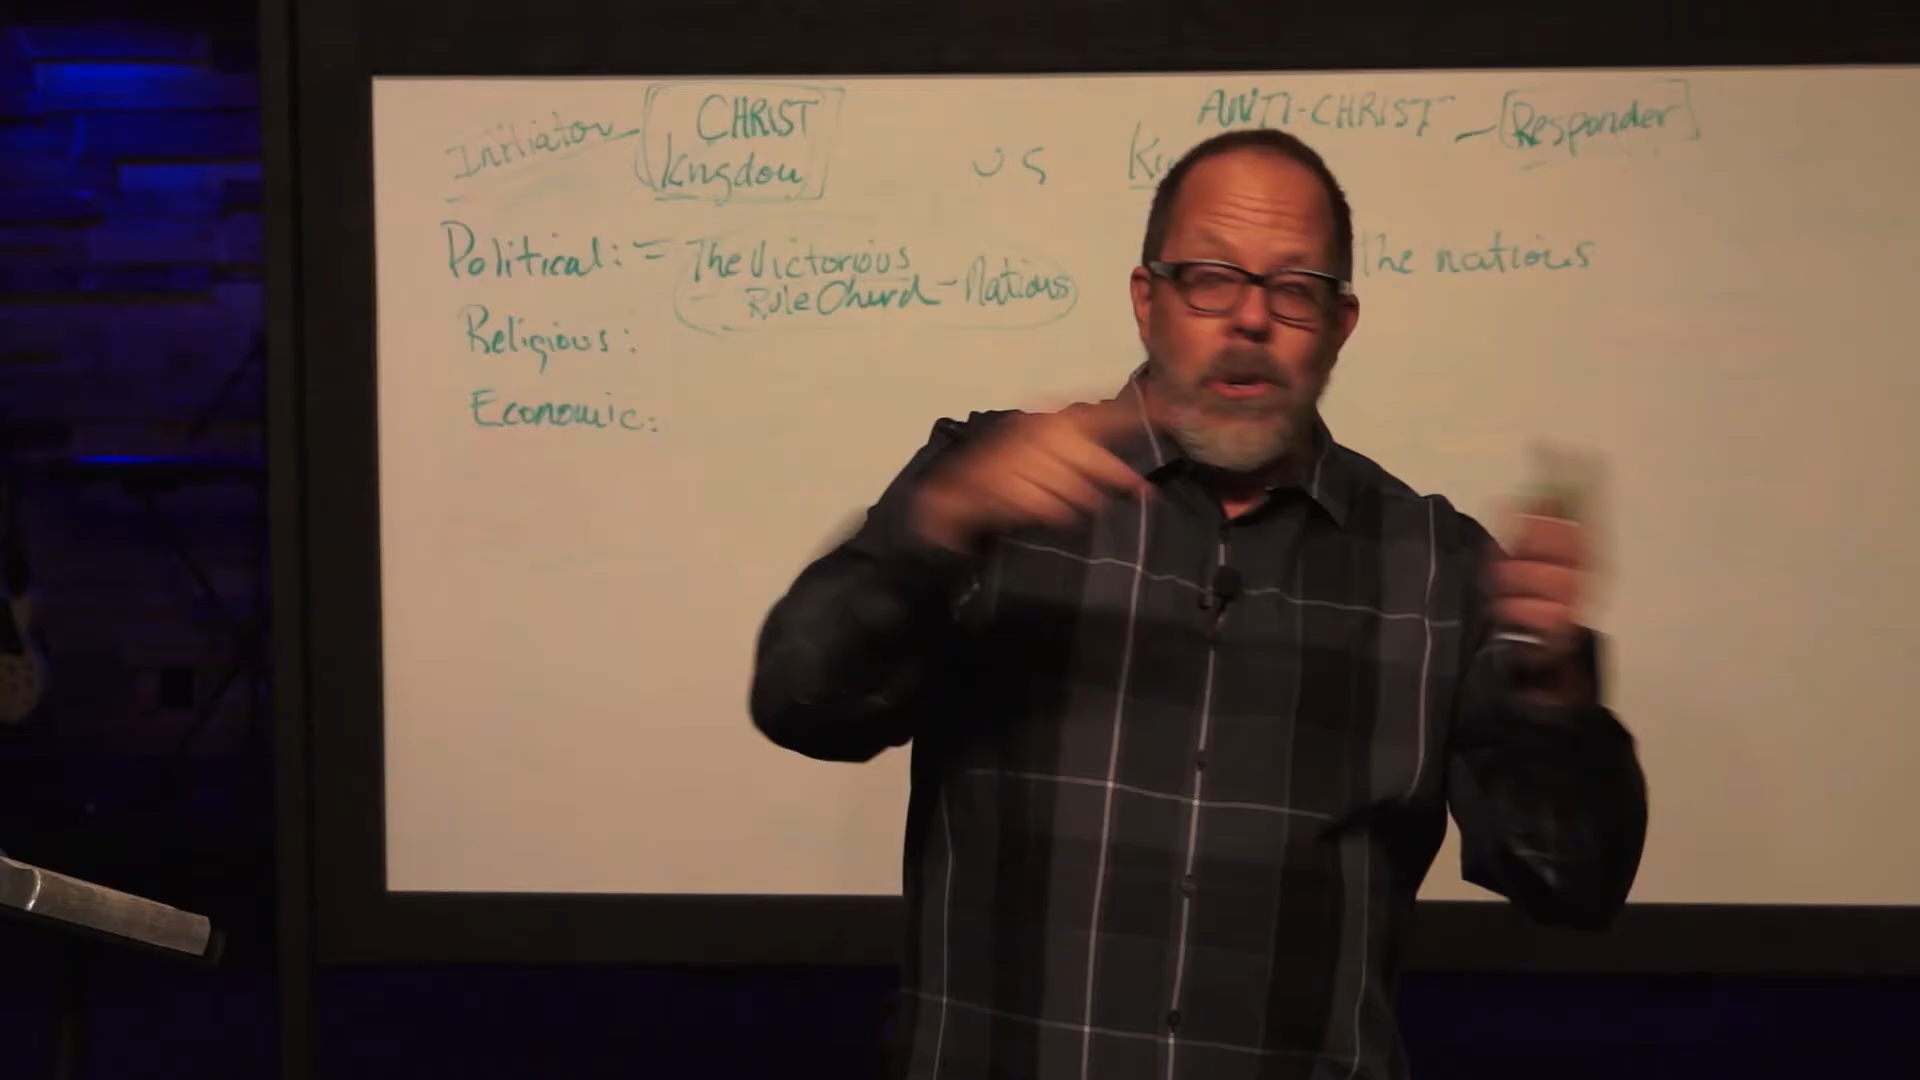 Initiator - CHRIST
Kingdom
vs
ANTI-CHRIST - Responder
Political: = The Victorious
Rule Church - Nations
the nations
Religious:
Economic: